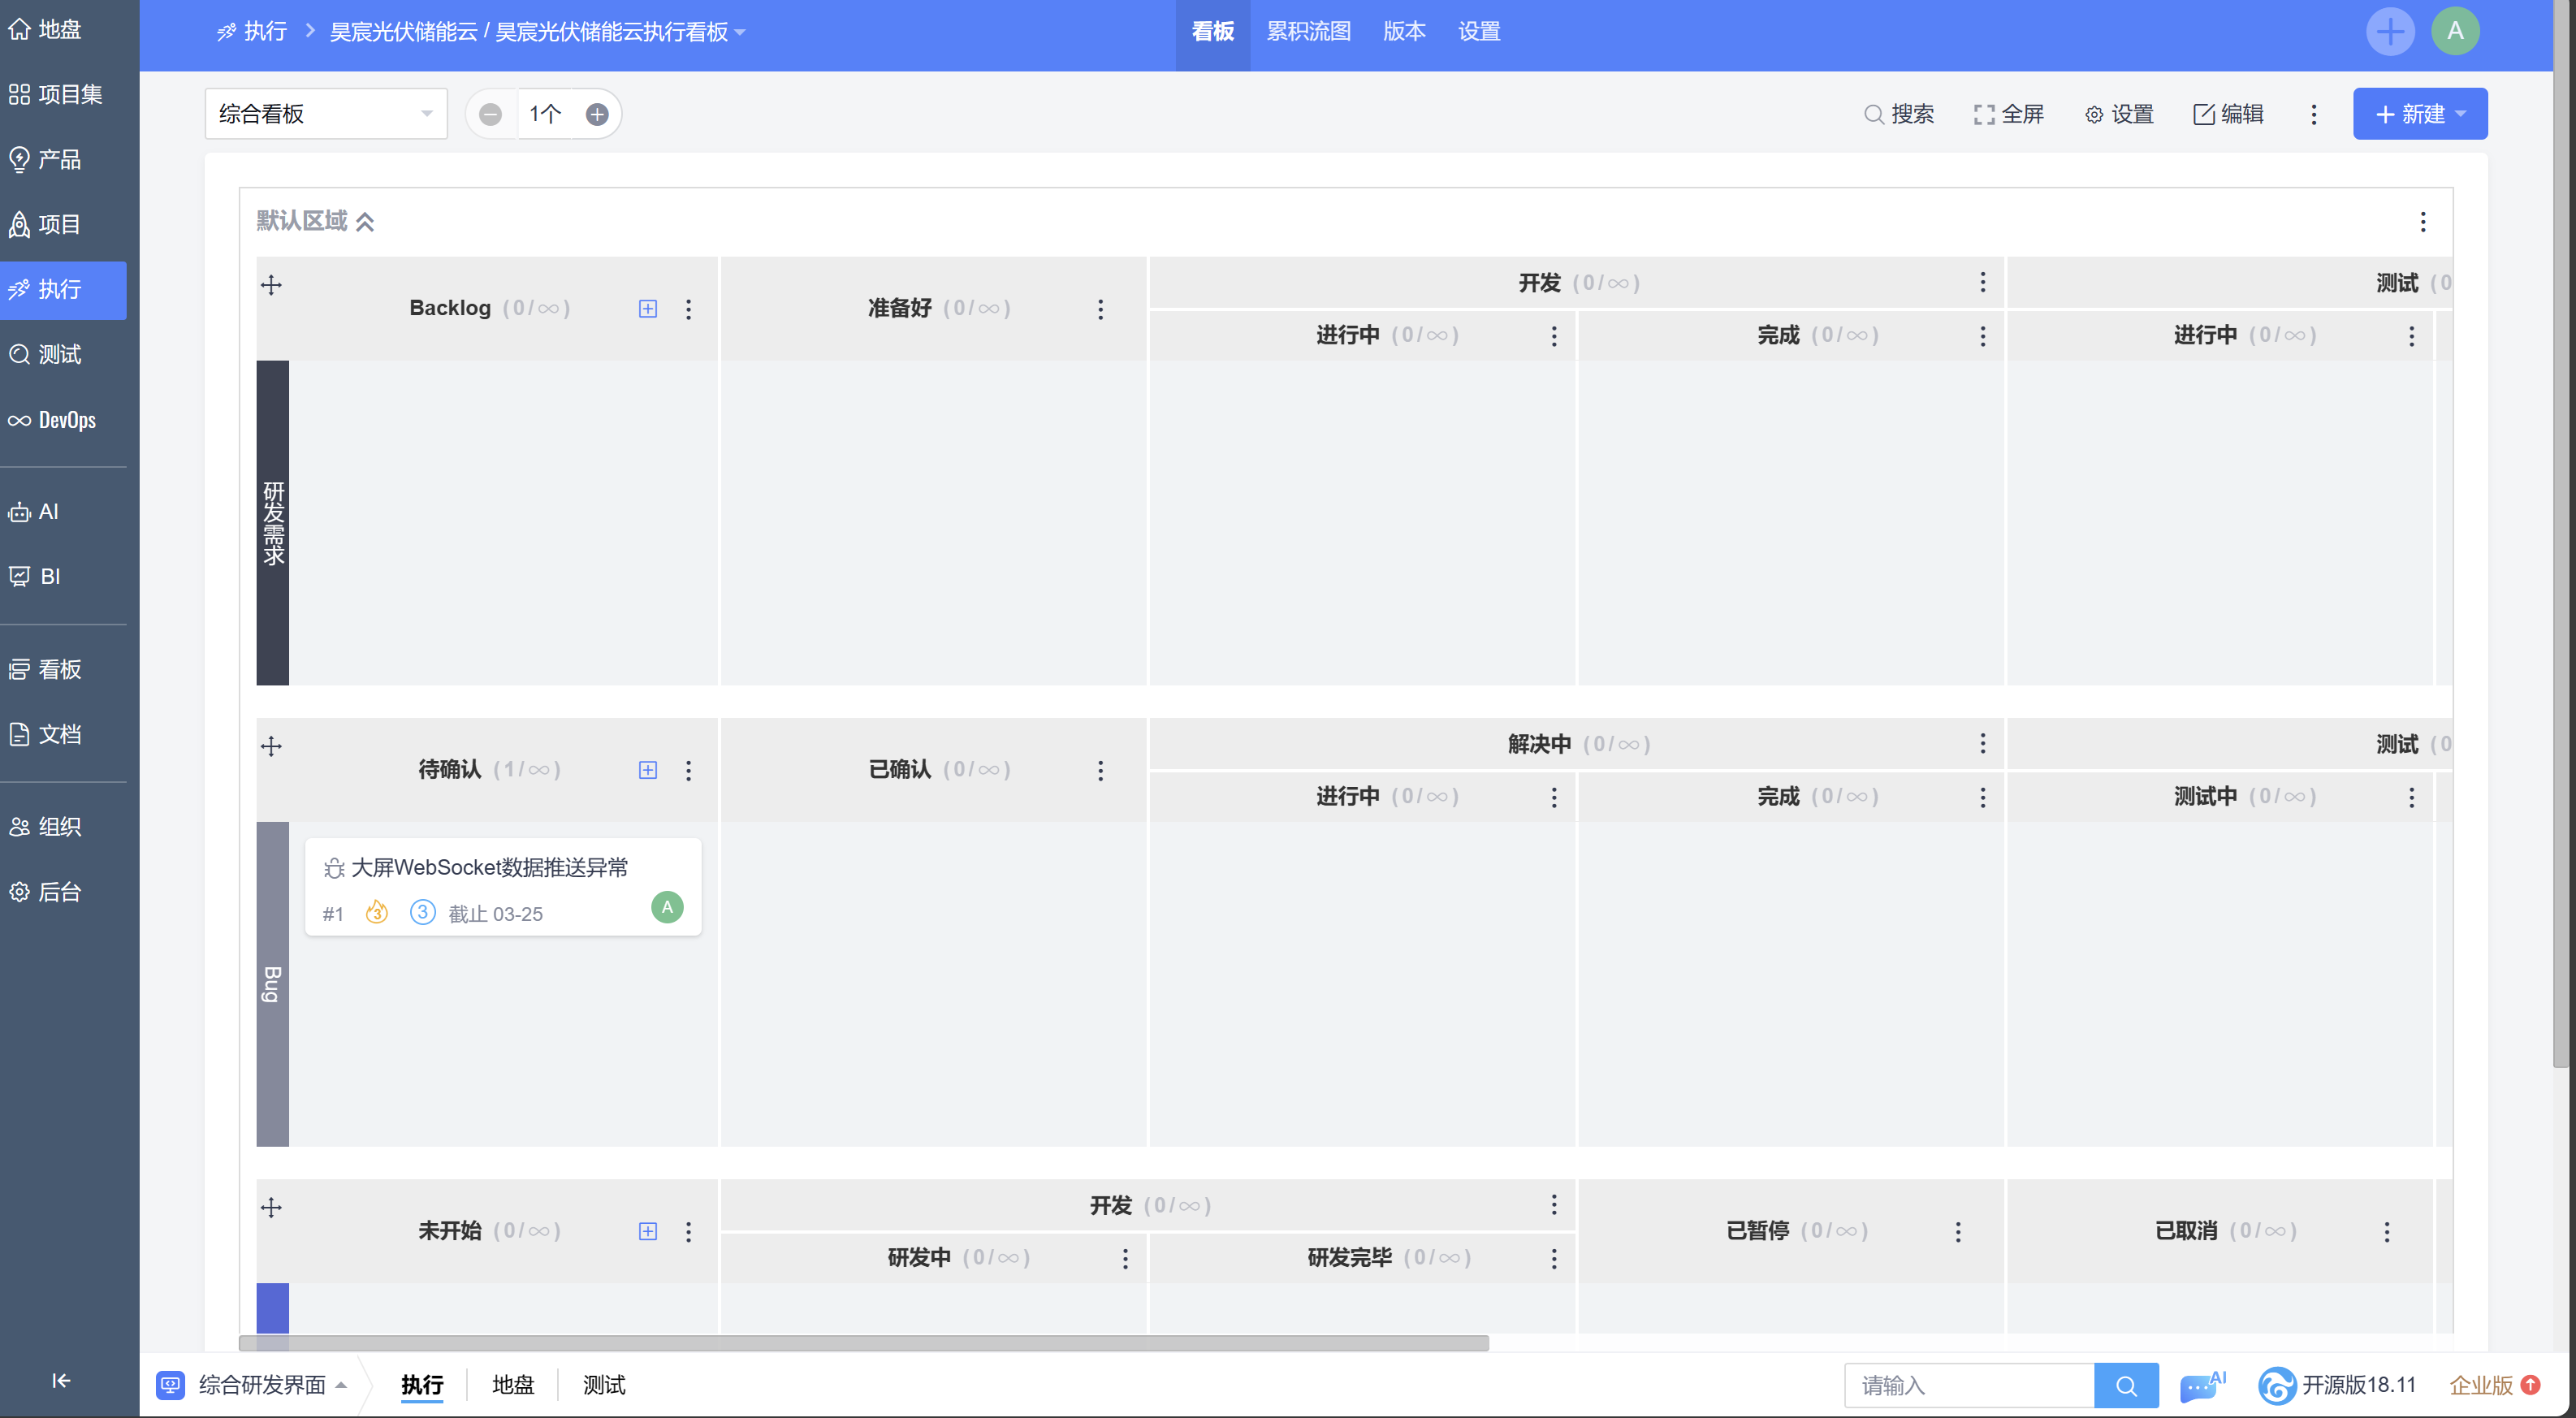 地盘
项目集
产品
项目
执行
测试
DevOps
AI
BI
看板
文档
组织
后台
执行 > 昊宸光伏储能云 / 昊宸光伏储能云执行看板
看板 累积流图 版本 设置
A
综合看板
1个
搜索 全屏 设置 编辑 新建
默认区域
Backlog (0/∞)
准备好 (0/∞)
开发 (0/∞)
测试 (0
进行中 (0/∞)
完成 (0/∞)
进行中 (0/∞)
研发需求
待确认 (1/∞)
已确认 (0/∞)
解决中 (0/∞)
测试 (0
进行中 (0/∞)
完成 (0/∞)
测试中 (0/∞)
Bug
大屏WebSocket数据推送异常
#1 3 3 截止 03-25 A
未开始 (0/∞)
开发 (0/∞)
已暂停 (0/∞)
已取消 (0/∞)
研发中 (0/∞)
研发完毕 (0/∞)
综合研发界面
执行 地盘 测试
请输入
AI
开源版18.11
企业版